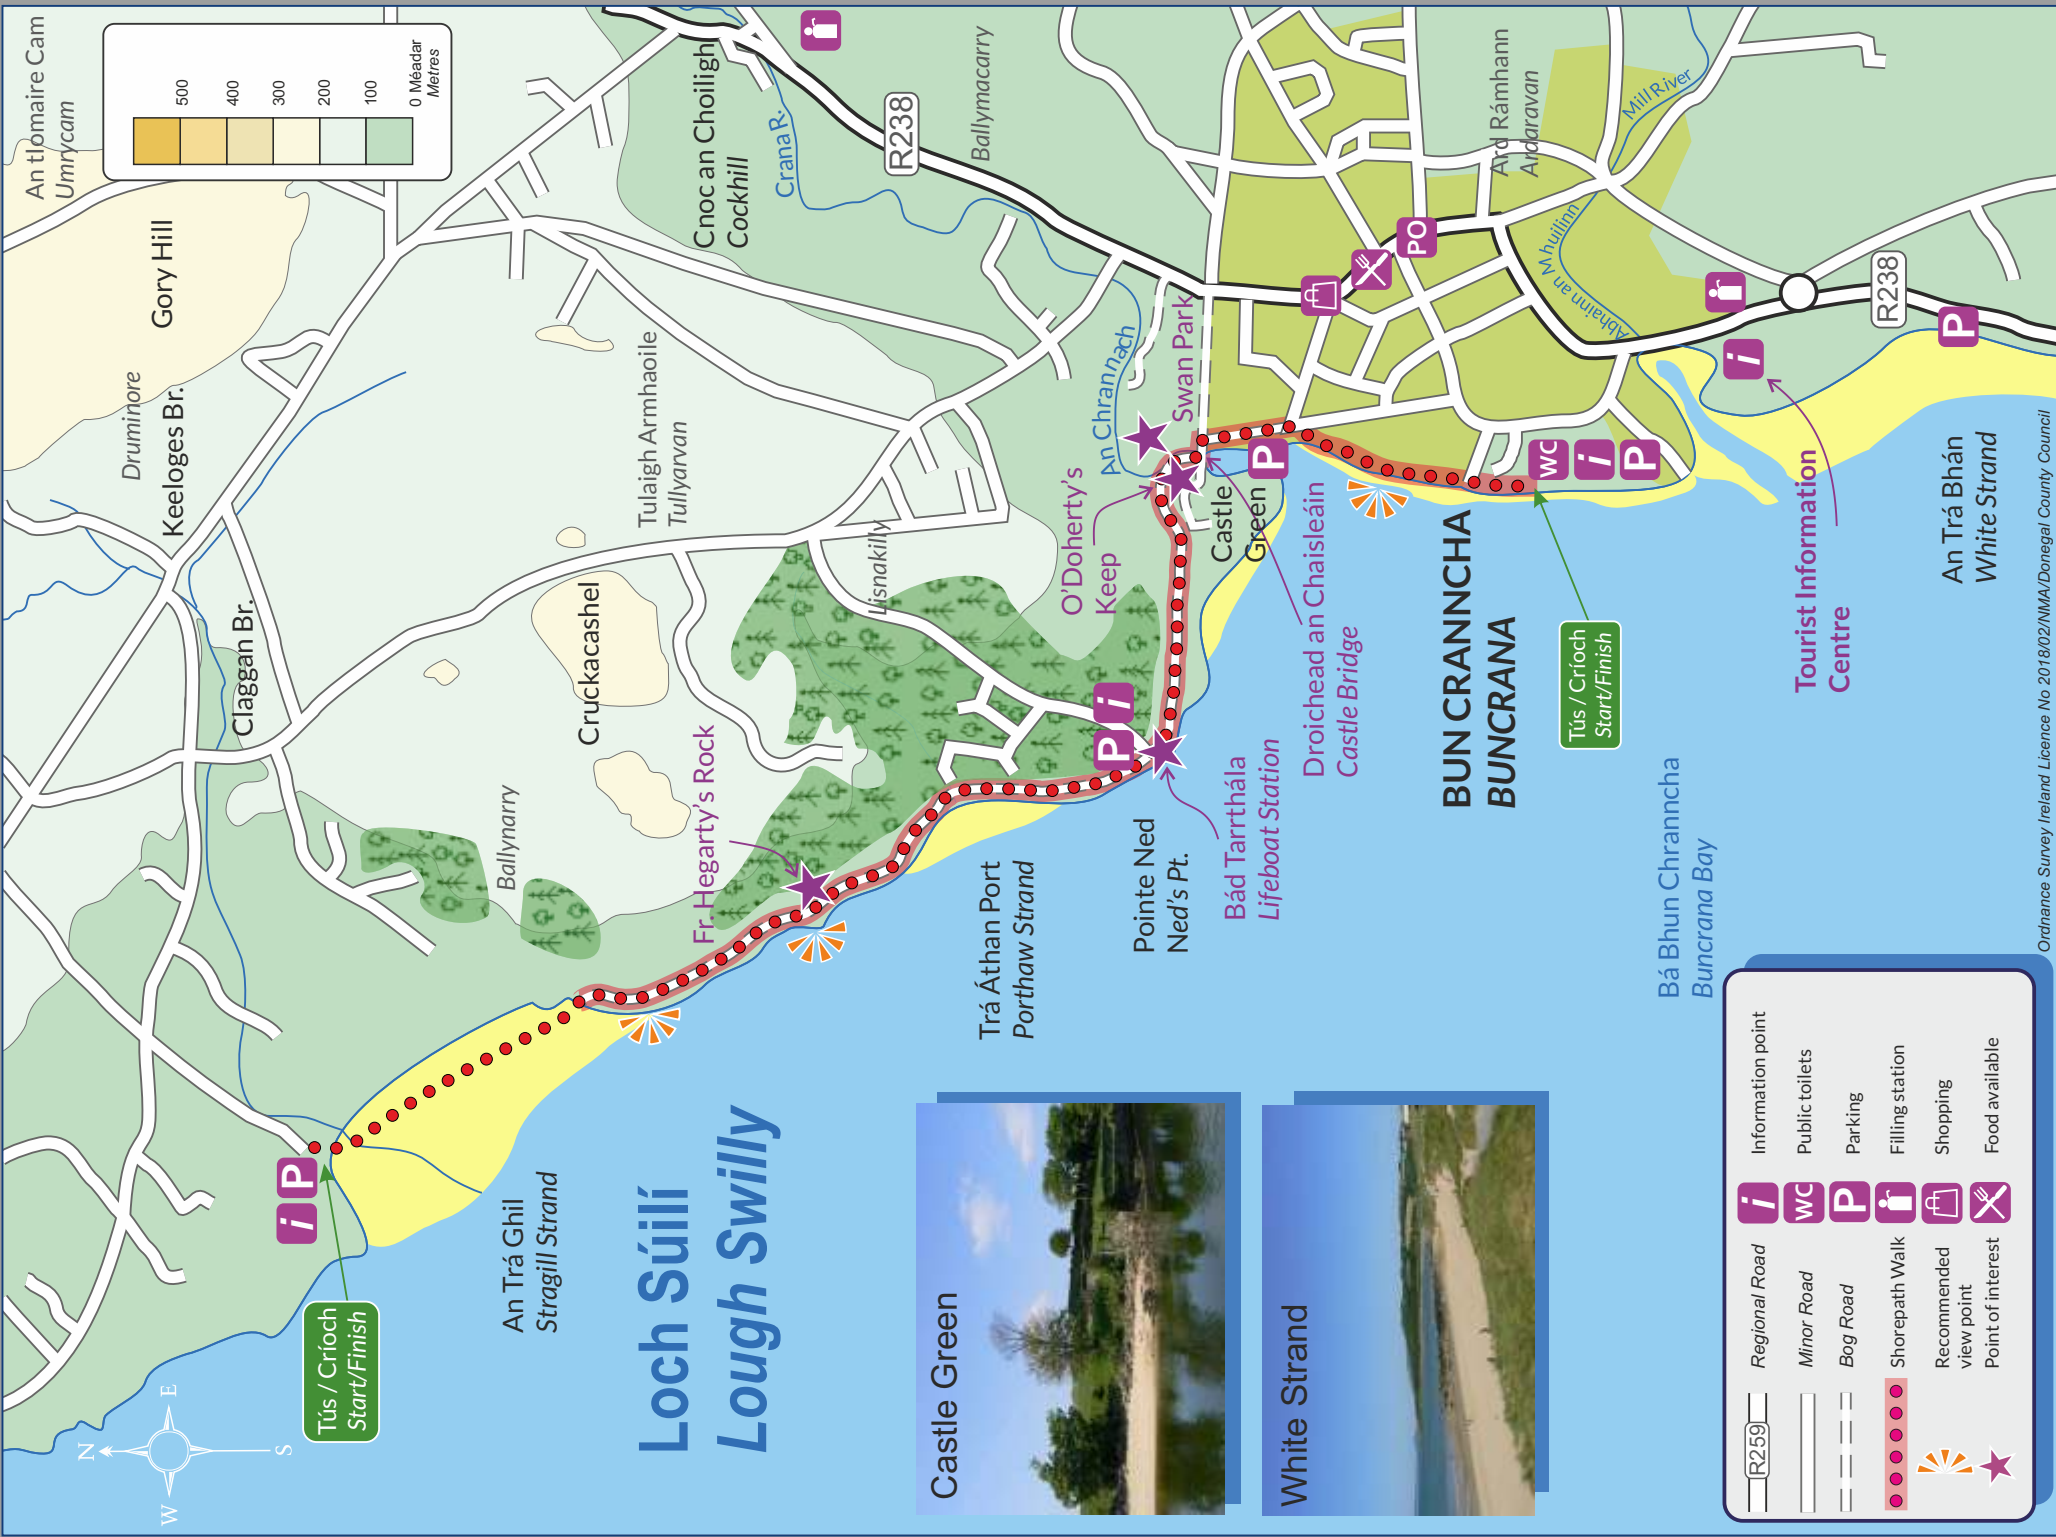 An tIomaire Cam
Umrycam
500
400
300
200
100
0 Méadar
Metres
Gory Hill
Druminore
Keeloges Br.
Claggan Br.
Cnoc an Choiligh
Cockhill
Crana R.
R238
Ballymacarry
Tulaigh Armhaoile
Tullyarvan
Cruckacashel
Lisnakilly
Ballynarry
An Chrannach
Swan Park
O'Doherty's
Keep
Castle
Green
Ard Rámhann
Ardaravan
Mill River
Abhainn an Mhuilinn
PO
R238
P
i
P
WC
i
P
Tourist Information
Centre
An Trá Bhán
White Strand
BUN CRANNCHA
BUNCRANA
Tús / Críoch
Start/Finish
Droichead an Chaisleáin
Castle Bridge
P i
Bád Tarrthála
Lifeboat Station
Pointe Ned
Ned's Pt.
Trá Áthan Port
Porthaw Strand
Fr. Hegarty's Rock
Bá Bhun Chranncha
Buncrana Bay
i P
Tús / Críoch
Start/Finish
An Trá Ghil
Stragill Strand
Loch Súilí
Lough Swilly
N
E
S
W
Castle Green
White Strand
R259
Regional Road
Minor Road
Bog Road
Shorepath Walk
Recommended
view point
Point of interest
i
Information point
WC
Public toilets
P
Parking
Filling station
Shopping
Food available
Ordnance Survey Ireland Licence No 2018/02/NMA/Donegal County Council